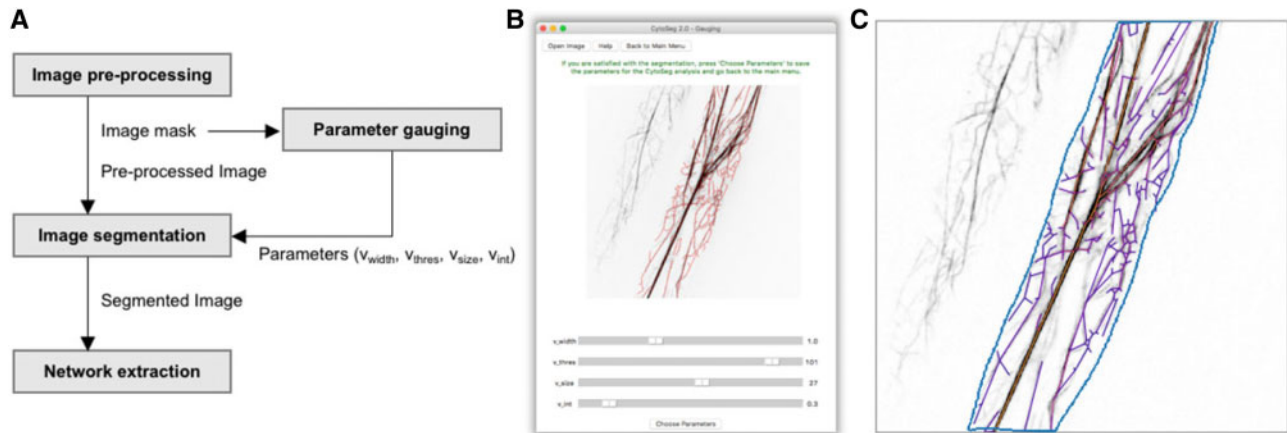 A
Image pre-processing
Image mask
Parameter gauging
Pre-processed Image
Image segmentation
Parameters (v_width, v_thres, v_size, v_int)
Segmented Image
Network extraction
B
CytoSeg 2.0 - Gauging
Open Image Help Back to Main Menu
If you are satisfied with the segmentation, press 'Choose Parameters' to save
the parameters for the CytoSeg analysis and go back to the main menu.
v_width 1.0
v_thres 101
v_size 27
v_int 0.3
Choose Parameters
C